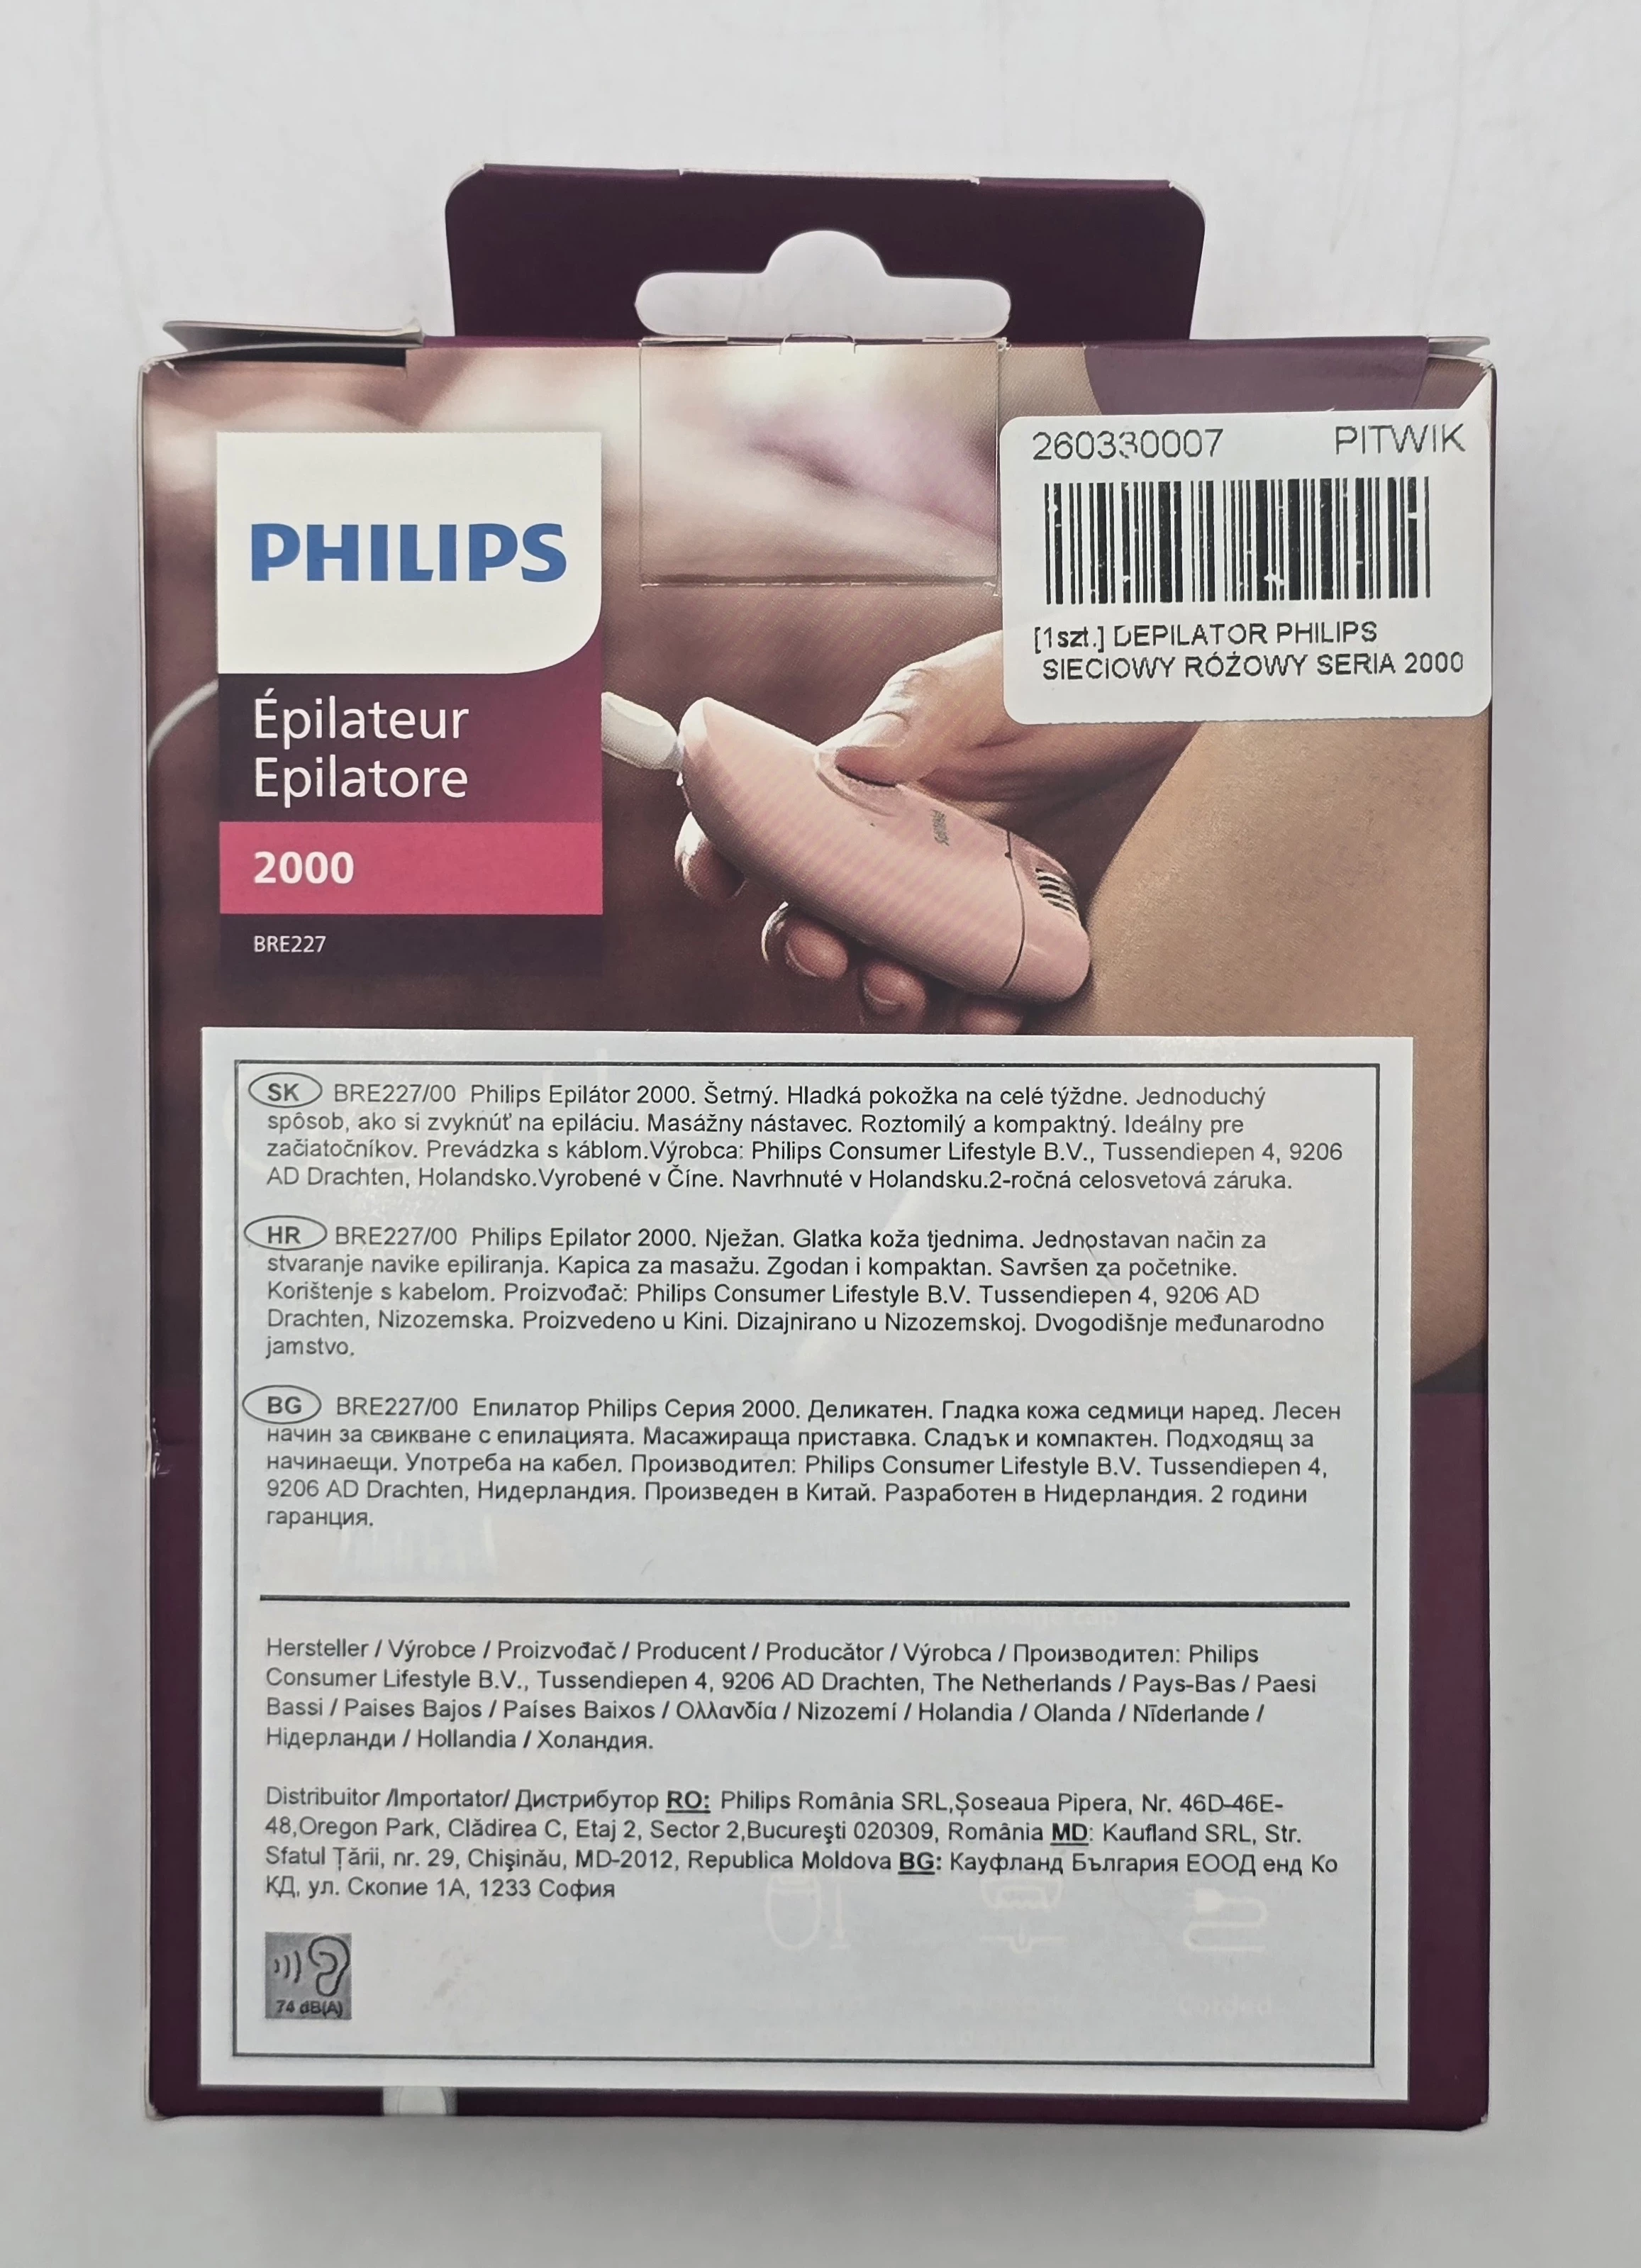 260330007 PITWIK
[1szt.] DEPILATOR PHILIPS
SIECIOWY RÓŻOWY SERIA 2000
PHILIPS
Épilateur
Epilatore
2000
BRE227
PHILIPS
SK BRE227/00 Philips Epilátor 2000. Šetrný. Hladká pokožka na celé týždne. Jednoduchý
spôsob, ako si zvyknúť na epiláciu. Masážny nástavec. Roztomilý a kompaktný. Ideálny pre
začiatočníkov. Prevádzka s káblom.Výrobca: Philips Consumer Lifestyle B.V., Tussendiepen 4, 9206
AD Drachten, Holandsko.Vyrobené v Číne. Navrhnuté v Holandsku.2-ročná celosvetová záruka.
HR BRE227/00 Philips Epilator 2000. Nježan. Glatka koža tjednima. Jednostavan način za
stvaranje navike epiliranja. Kapica za masažu. Zgodan i kompaktan. Savršen za početnike.
Korištenje s kabelom. Proizvođač: Philips Consumer Lifestyle B.V. Tussendiepen 4, 9206 AD
Drachten, Nizozemska. Proizvedeno u Kini. Dizajnirano u Nizozemskoj. Dvogodišnje međunarodno
jamstvo.
BG BRE227/00 Епилатор Philips Серия 2000. Деликатен. Гладка кожа седмици наред. Лесен
начин за свикване с епилацията. Масажираща приставка. Сладък и компактен. Подходящ за
начинаещи. Употреба на кабел. Производител: Philips Consumer Lifestyle B.V. Tussendiepen 4,
9206 AD Drachten, Нидерландия. Произведен в Китай. Разработен в Нидерландия. 2 години
гаранция.
Hersteller / Výrobce / Proizvođač / Producent / Producător / Výrobca / Производител: Philips
Consumer Lifestyle B.V., Tussendiepen 4, 9206 AD Drachten, The Netherlands / Pays-Bas / Paesi
Bassi / Paises Bajos / Países Baixos / Ολλανδία / Nizozemí / Holandia / Olanda / Nīderlande /
Нідерланди / Hollandia / Холандия.
Distribuitor /Importator/ Дистрибутор RO: Philips România SRL,Şoseaua Pipera, Nr. 46D-46E-
48,Oregon Park, Clădirea C, Etaj 2, Sector 2,Bucureşti 020309, România MD: Kaufland SRL, Str.
Sfatul Ţării, nr. 29, Chişinău, MD-2012, Republica Moldova BG: Кауфланд България ЕООД енд Ко
КД, ул. Скопие 1А, 1233 София
74 dB(A)
Corded